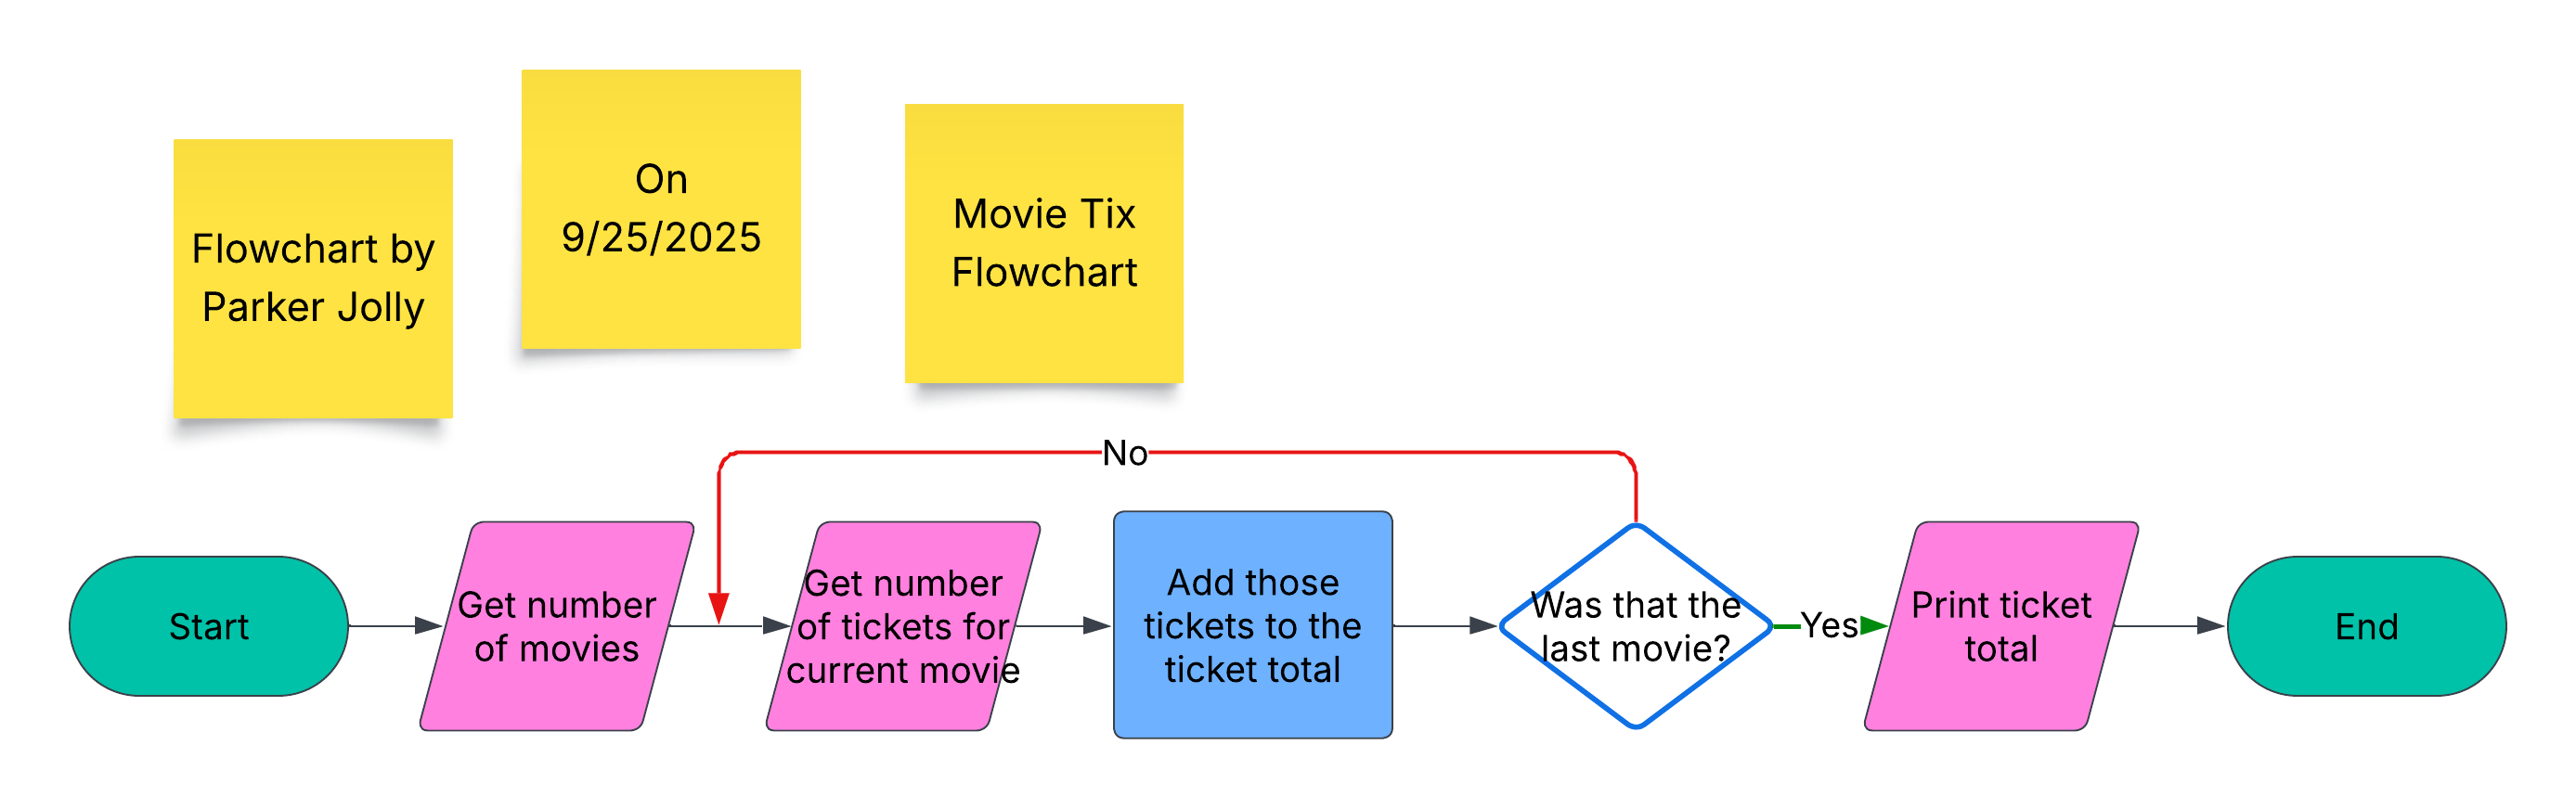 Flowchart by
Parker Jolly
On
9/25/2025
Movie Tix
Flowchart
No
Start
Get number
of movies
Get number
of tickets for
current movie
Add those
tickets to the
ticket total
Was that the
last movie?
Yes
Print ticket
total
End